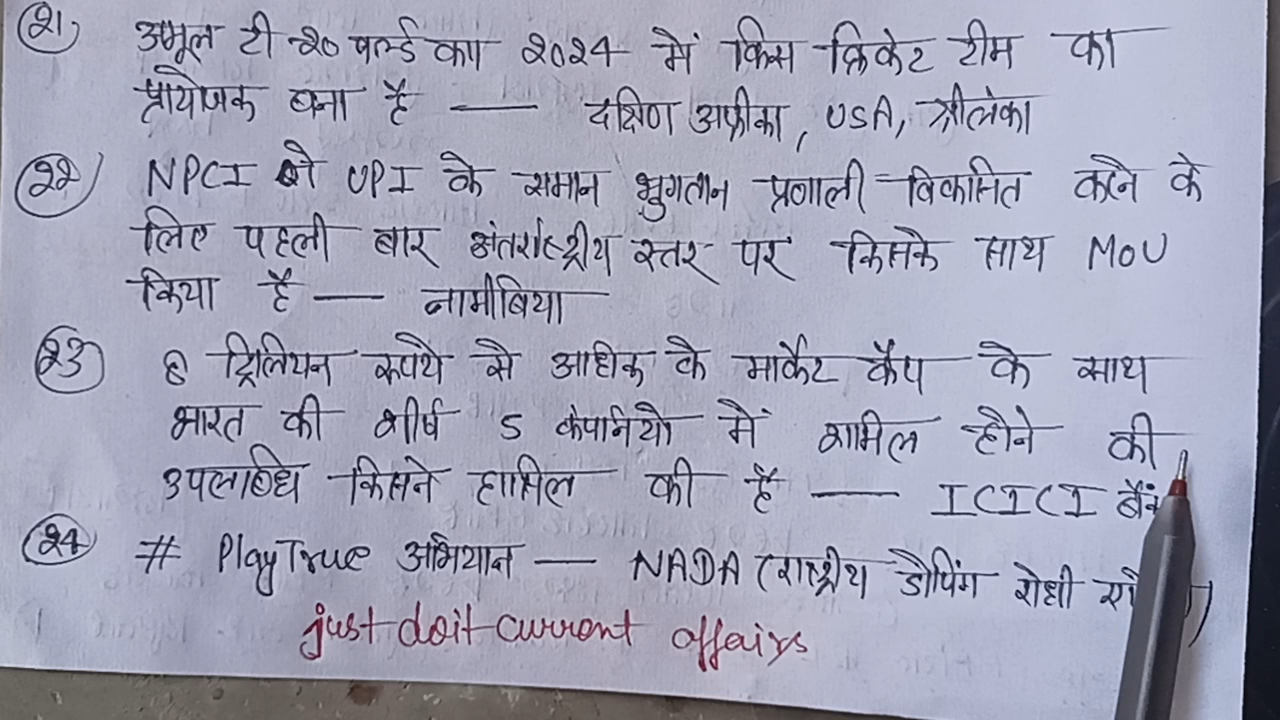 21) अमूल टी-20 वर्ल्ड कप 2024 में किस क्रिकेट टीम का
प्रायोजक बना है — दक्षिण अफ्रीका, USA, श्रीलंका
22) NPCI ने UPI के समान भुगतान प्रणाली विकसित करने के
लिए पहली बार अंतर्राष्ट्रीय स्तर पर किसके साथ MoU
किया है — नामीबिया
23) 8 ट्रिलियन रूपये से अधिक के मार्केट कैप के साथ
भारत की शीर्ष 5 कंपनियो में शामिल होने की
उपलब्धि किसने हासिल की है — ICICI बैंक
24) # PlayTrue अभियान — NADA (राष्ट्रीय डोपिंग रोधी
just do it current affairs